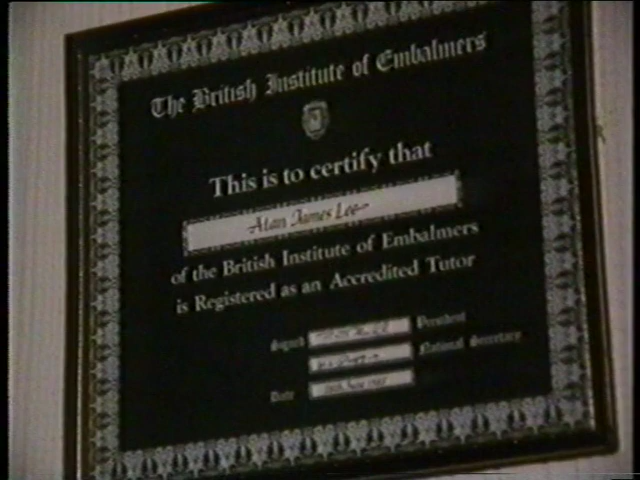 The British Institute of Embalmers
This is to certify that
Alan James Lee
of the British Institute of Embalmers
is Registered as an Accredited Tutor
Signed President
National Secretary
Date